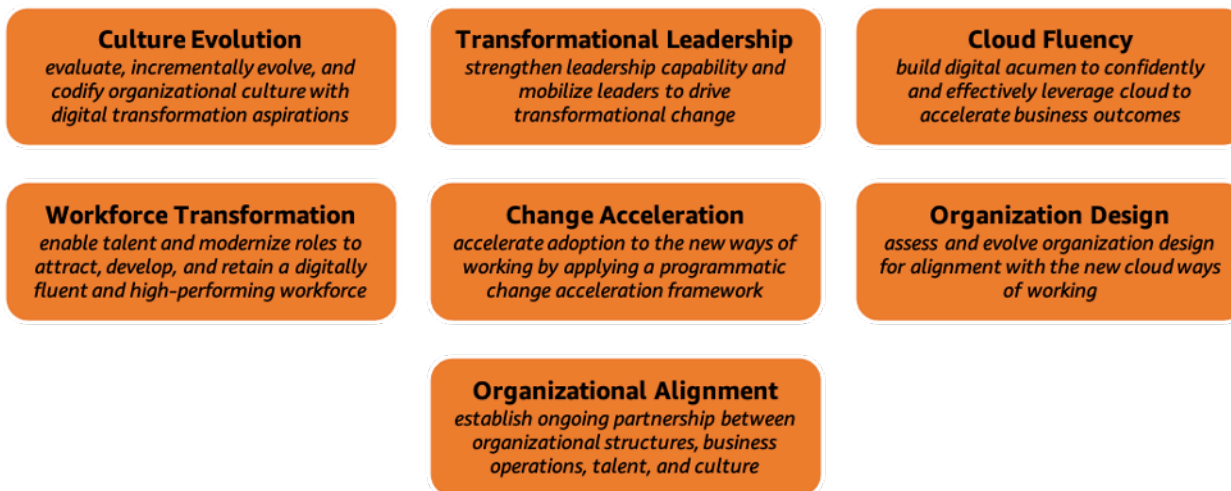 Culture Evolution
evaluate, incrementally evolve, and
codify organizational culture with
digital transformation aspirations
Transformational Leadership
strengthen leadership capability and
mobilize leaders to drive
transformational change
Cloud Fluency
build digital acumen to confidently
and effectively leverage cloud to
accelerate business outcomes
Workforce Transformation
enable talent and modernize roles to
attract, develop, and retain a digitally
fluent and high-performing workforce
Change Acceleration
accelerate adoption to the new ways of
working by applying a programmatic
change acceleration framework
Organization Design
assess and evolve organization design
for alignment with the new cloud ways
of working
Organizational Alignment
establish ongoing partnership between
organizational structures, business
operations, talent, and culture